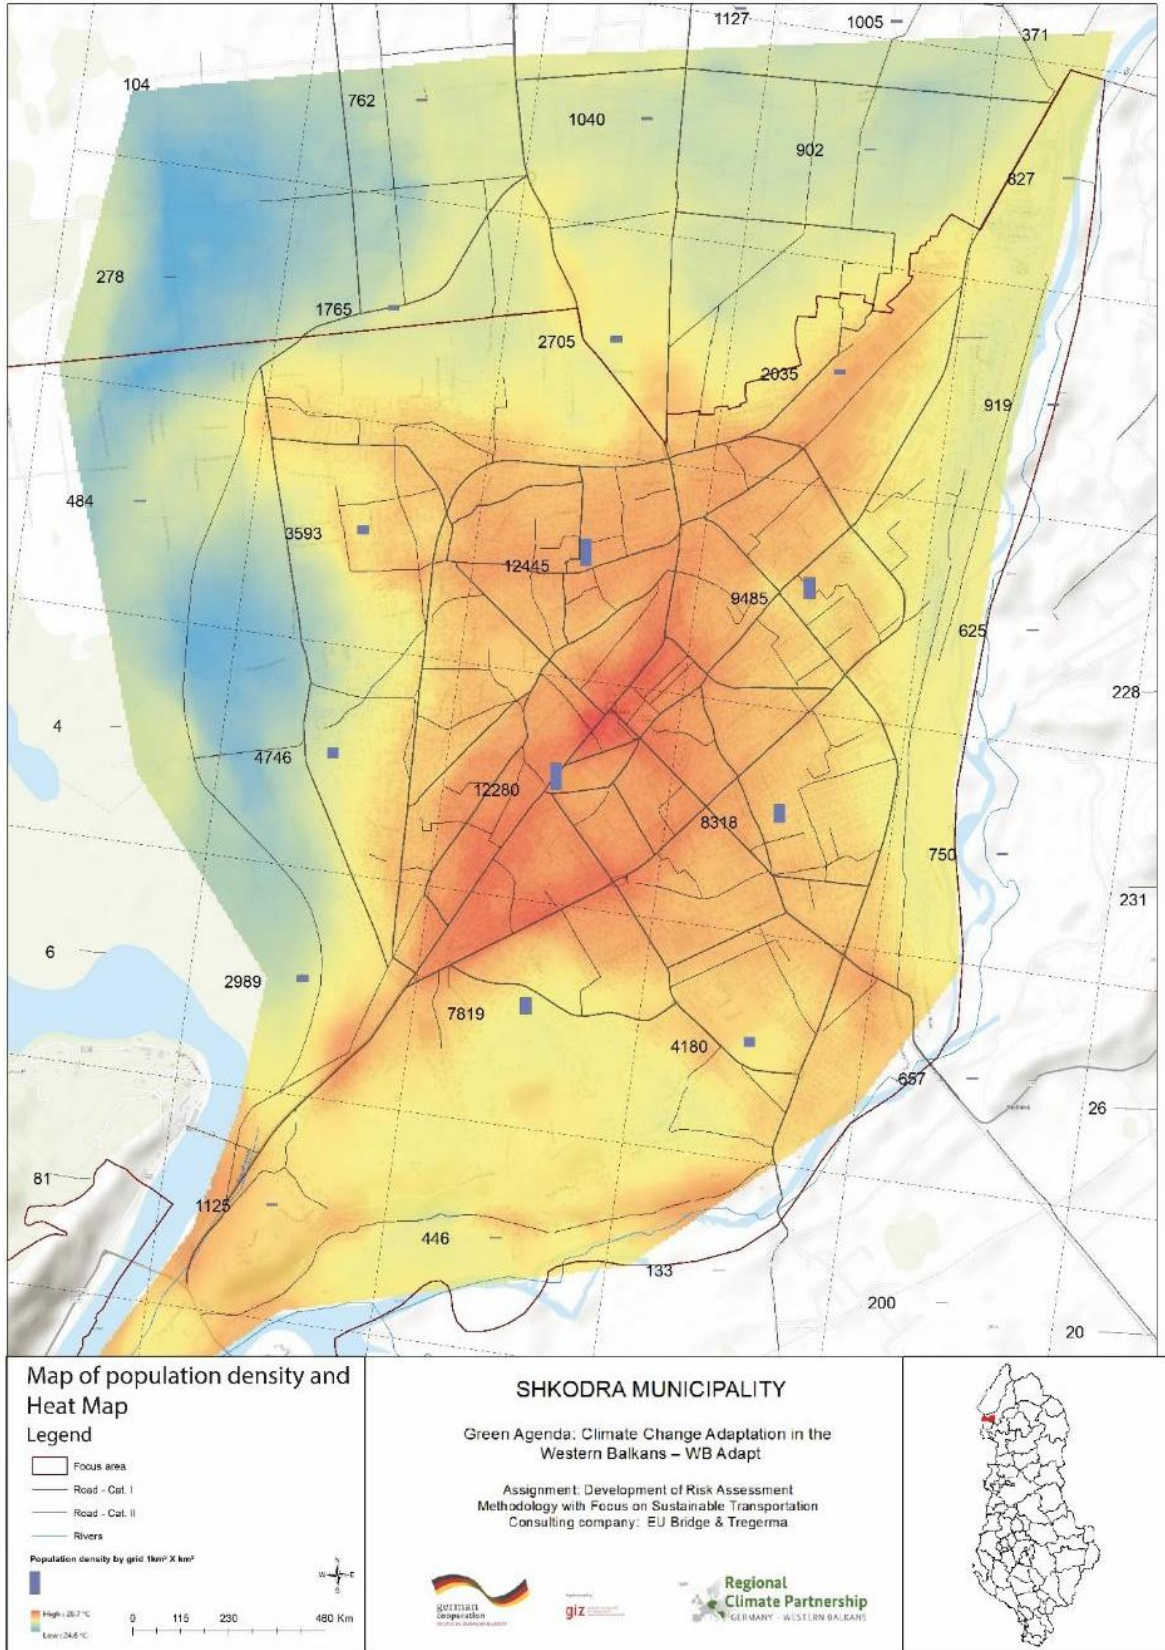 1127
1005
371
104
762
1040
902
827
278
1765
2705
2035
919
484
3593
12445
9485
625
228
4
4746
12280
8318
750
231
6
2989
7819
4180
657
26
81
1125
446
133
200
20
Map of population density and
Heat Map
Legend
Focus area
Road - Cat. I
Road - Cat. II
Rivers
Population density by grid 1km² X km²
N
W E
S
0 115 230 460 Km
SHKODRA MUNICIPALITY
Green Agenda: Climate Change Adaptation in the
Western Balkans – WB Adapt
Assignment: Development of Risk Assessment
Methodology with Focus on Sustainable Transportation
Consulting company: EU Bridge & Tregerma
german
cooperation
giz
Regional
Climate Partnership
GERMANY - WESTERN BALKANS